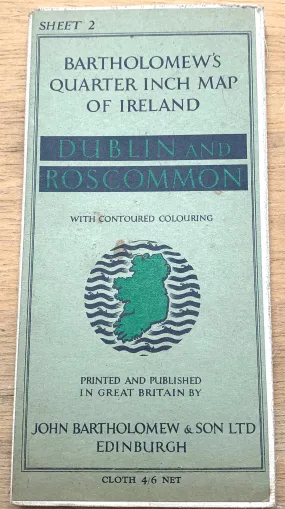 SHEET 2
BARTHOLOMEW'S
QUARTER INCH MAP
OF IRELAND
DUBLIN AND
ROSCOMMON
WITH CONTOURED COLOURING
PRINTED AND PUBLISHED
IN GREAT BRITAIN BY
JOHN BARTHOLOMEW & SON LTD
EDINBURGH
CLOTH 4/6 NET